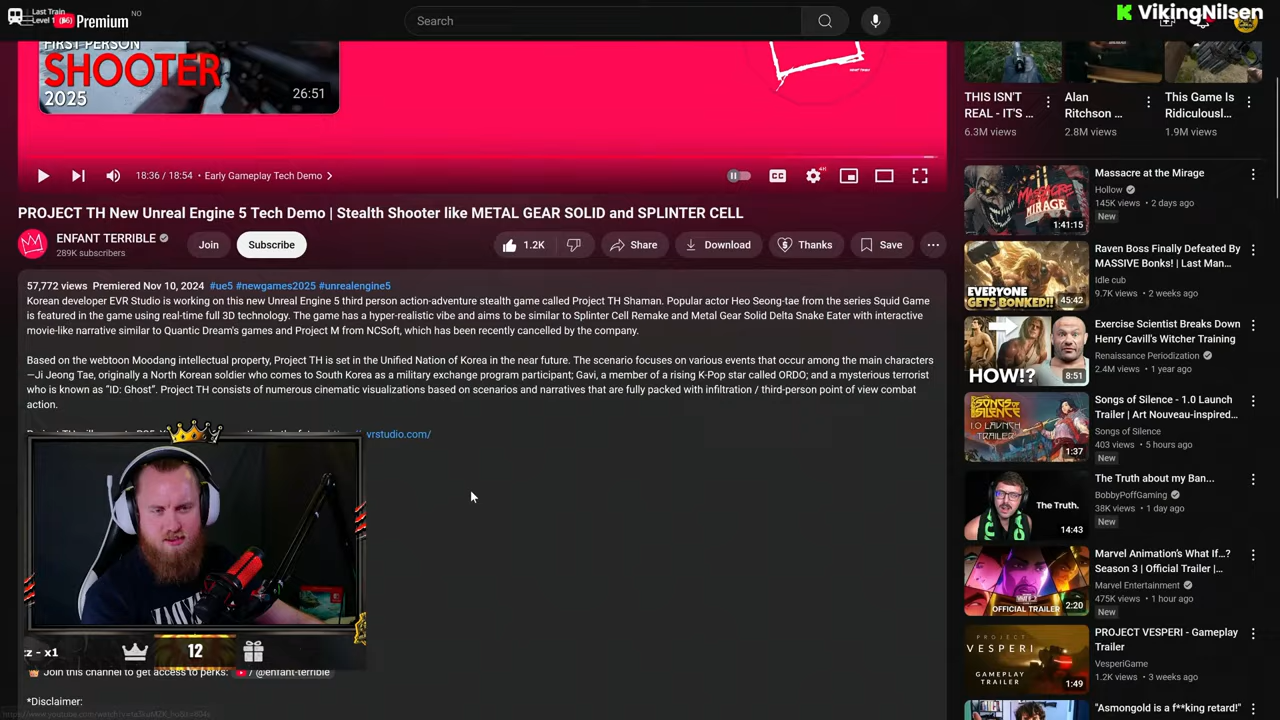 Last Train
Premium
NO
Search
VikingNilsen
FIRST PERSON
SHOOTER
2025
26:51
18:36 / 18:54 • Early Gameplay Tech Demo
CC
4K
PROJECT TH New Unreal Engine 5 Tech Demo | Stealth Shooter like METAL GEAR SOLID and SPLINTER CELL
ENFANT TERRIBLE
289K subscribers
Join
Subscribe
1.2K
Share
Download
Thanks
Save
57,772 views Premiered Nov 10, 2024 #ue5 #newgames2025 #unrealengine5
Korean developer EVR Studio is working on this new Unreal Engine 5 third person action-adventure stealth game called Project TH Shaman. Popular actor Heo Seong-tae from the series Squid Game
is featured in the game using real-time full 3D technology. The game has a hyper-realistic vibe and aims to be similar to Splinter Cell Remake and Metal Gear Solid Delta Snake Eater with interactive
movie-like narrative similar to Quantic Dream's games and Project M from NCSoft, which has been recently cancelled by the company.
Based on the webtoon Moodang intellectual property, Project TH is set in the Unified Nation of Korea in the near future. The scenario focuses on various events that occur among the main characters
—Ji Jeong Tae, originally a North Korean soldier who comes to South Korea as a military exchange program participant; Gavi, a member of a rising K-Pop star called ORDO; and a mysterious terrorist
who is known as “ID: Ghost”. Project TH consists of numerous cinematic visualizations based on scenarios and narratives that are fully packed with infiltration / third-person point of view combat
action.
vrstudio.com/
zz - x1
12
Join this channel to get access to perks: / @enfant-terrible
*Disclaimer:
THIS ISN'T
REAL - IT'S ...
6.3M views
Alan
Ritchson ...
2.8M views
This Game Is
Ridiculousl...
1.9M views
MASSACRE AT THE MIRAGE
1:41:15
Massacre at the Mirage
Hollow
145K views • 2 days ago
New
EVERYONE
GETS BONKED!!
45:42
Raven Boss Finally Defeated By
MASSIVE Bonks! | Last Man...
Idle cub
9.7K views • 2 weeks ago
HOW!?
8:51
Exercise Scientist Breaks Down
Henry Cavill's Witcher Training
Renaissance Periodization
2.4M views • 1 year ago
SONGS OF
SILENCE
1.0 LAUNCH
TRAILER
1:37
Songs of Silence - 1.0 Launch
Trailer | Art Nouveau-inspired...
Songs of Silence
403 views • 5 hours ago
New
The Truth.
14:43
The Truth about my Ban...
BobbyPoffGaming
38K views • 1 day ago
New
OFFICIAL TRAILER
2:20
Marvel Animation's What If...?
Season 3 | Official Trailer |...
Marvel Entertainment
475K views • 1 hour ago
New
PROJECT
VESPERI
GAMEPLAY
TRAILER
1:49
PROJECT VESPERI - Gameplay
Trailer
VesperiGame
1.2K views • 3 weeks ago
"Asmongold is a f**king retard!"